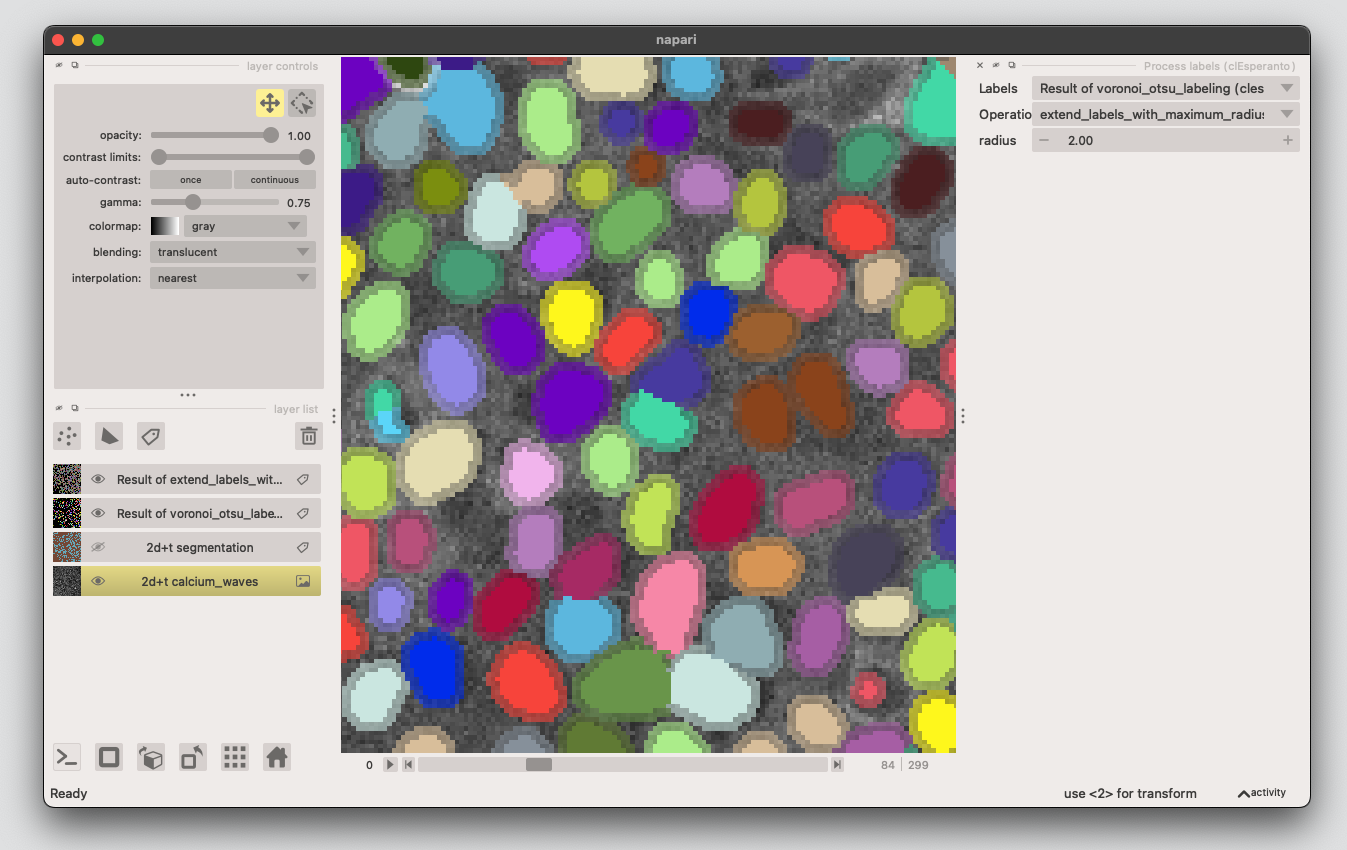 napari
layer controls
opacity: 1.00
contrast limits:
auto-contrast: once continuous
gamma: 0.75
colormap: gray
blending: translucent
interpolation: nearest
layer list
Result of extend_labels_wit...
Result of voronoi_otsu_labe...
2d+t segmentation
2d+t calcium_waves
0 84 299
Ready
Process labels (clEsperanto)
Labels Result of voronoi_otsu_labeling (cles
Operatio extend_labels_with_maximum_radius
radius 2.00
use <2> for transform
activity